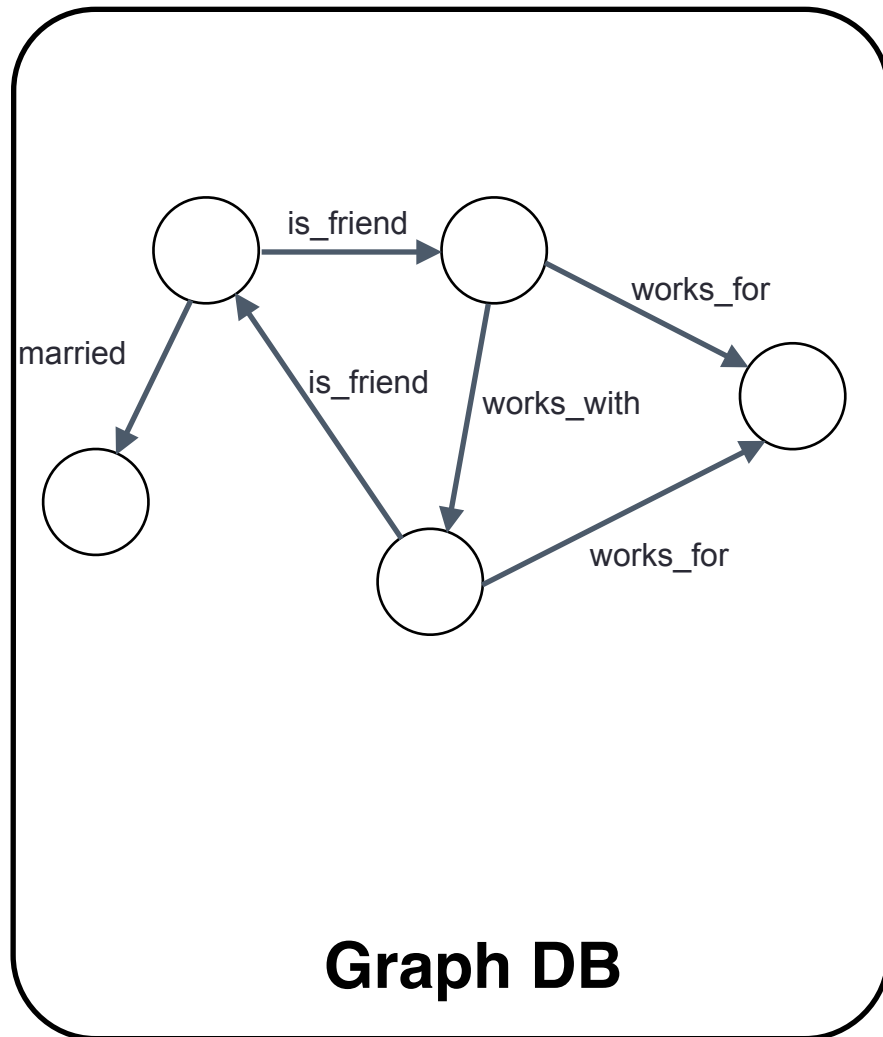 is_friend
works_for
married
is_friend
works_with
works_for
Graph DB